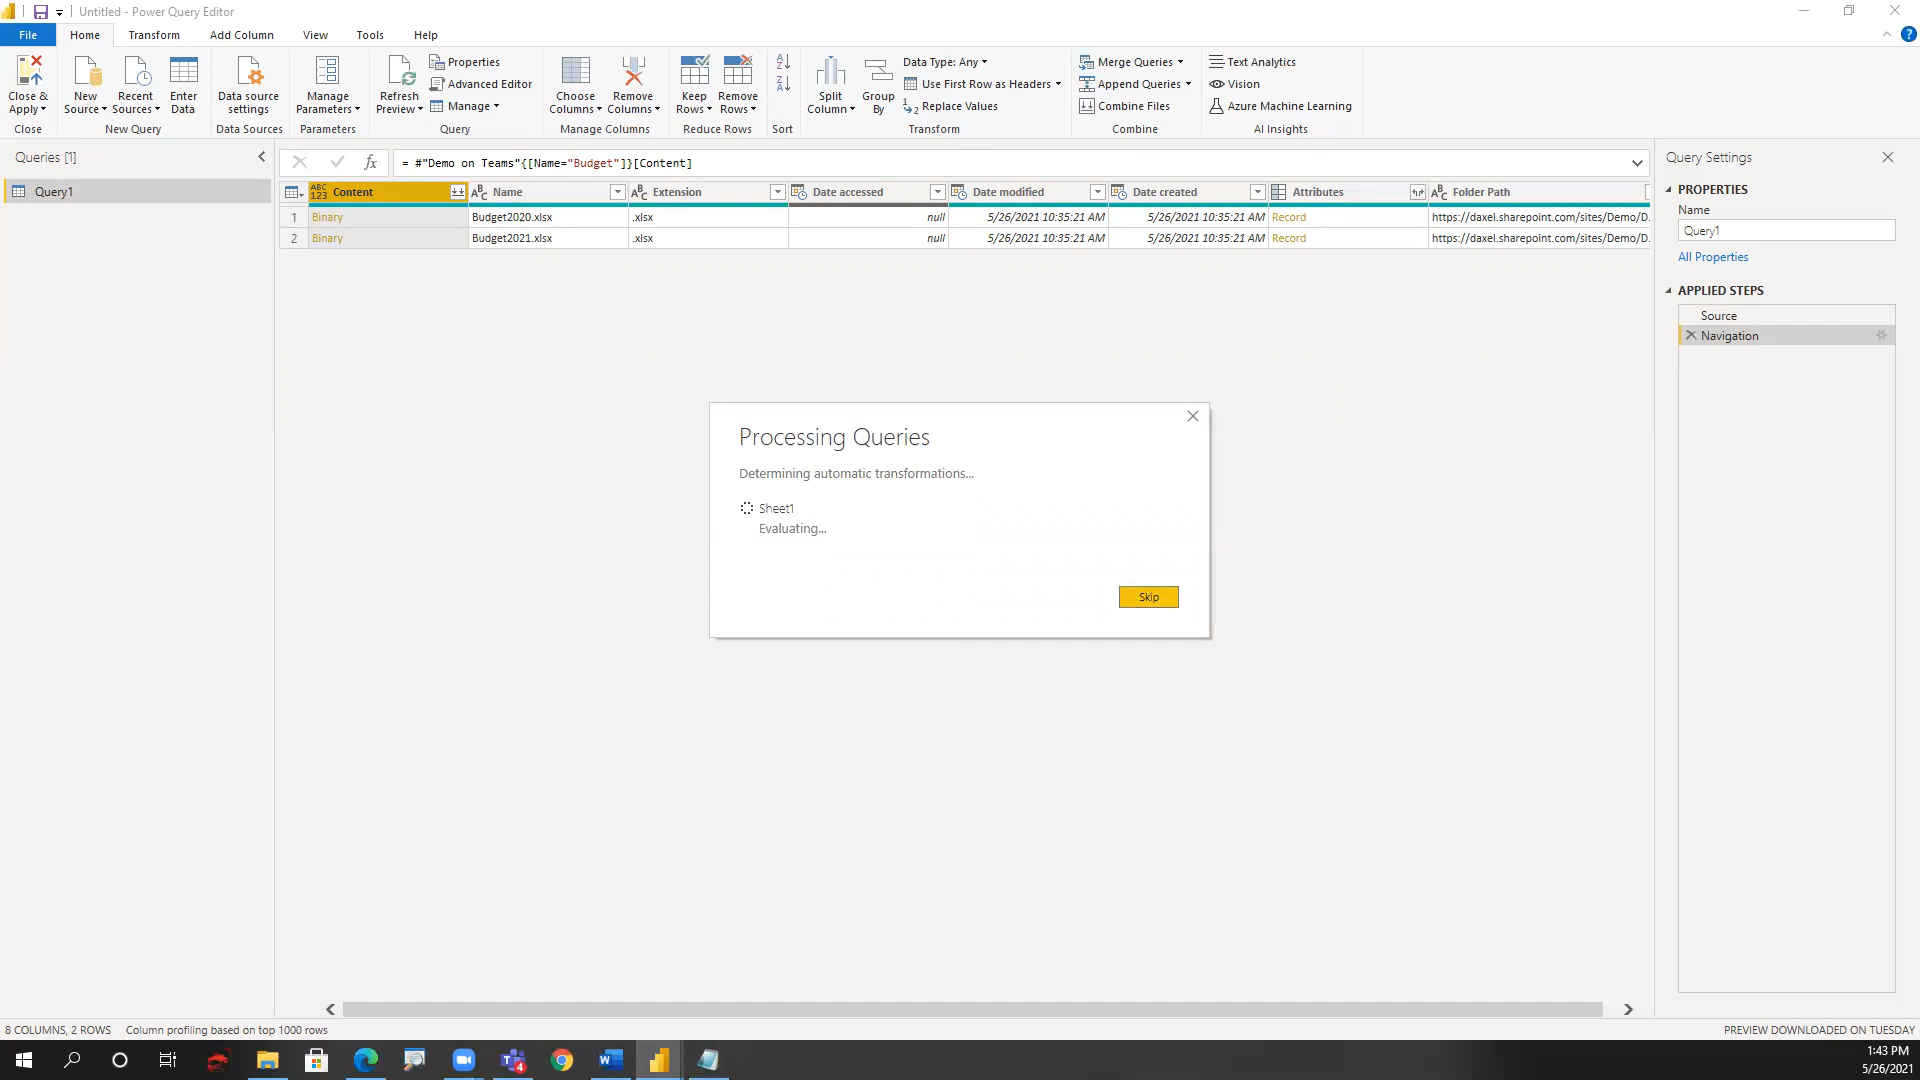 Untitled - Power Query Editor
File Home Transform Add Column View Tools Help
Close & Apply
Close
New Source
Recent Sources
Enter Data
New Query
Data source settings
Data Sources
Manage Parameters
Parameters
Refresh Preview
Properties
Advanced Editor
Manage
Query
Choose Columns
Remove Columns
Manage Columns
Keep Rows
Remove Rows
Reduce Rows
Sort
Split Column
Group By
Data Type: Any
Use First Row as Headers
Replace Values
Transform
Merge Queries
Append Queries
Combine Files
Combine
Text Analytics
Vision
Azure Machine Learning
AI Insights
Queries [1]
Query1
fx = #"Demo on Teams"{[Name="Budget"]}[Content]
ABC 123 Content ABC Name ABC Extension Date accessed Date modified Date created Attributes ABC Folder Path
1 Binary Budget2020.xlsx .xlsx null 5/26/2021 10:35:21 AM 5/26/2021 10:35:21 AM Record https://daxel.sharepoint.com/sites/Demo/D.
2 Binary Budget2021.xlsx .xlsx null 5/26/2021 10:35:21 AM 5/26/2021 10:35:21 AM Record https://daxel.sharepoint.com/sites/Demo/D.
Processing Queries
Determining automatic transformations...
Sheet1
Evaluating...
Skip
Query Settings
PROPERTIES
Name
Query1
All Properties
APPLIED STEPS
Source
Navigation
8 COLUMNS, 2 ROWS Column profiling based on top 1000 rows
PREVIEW DOWNLOADED ON TUESDAY
4
1:43 PM
5/26/2021